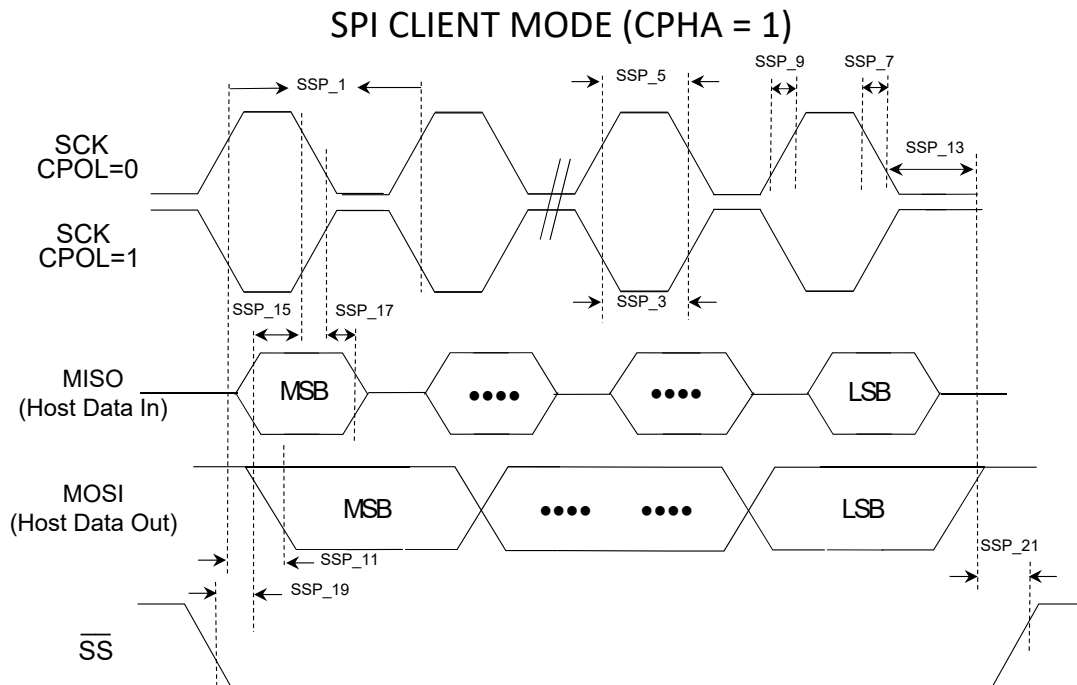 SPI CLIENT MODE (CPHA = 1)
SSP_1
SSP_5
SSP_9
SSP_7
SCK
CPOL=0
SSP_13
SCK
CPOL=1
SSP_15
SSP_17
SSP_3
MISO
(Host Data In)
MSB
LSB
MOSI
(Host Data Out)
MSB
LSB
SSP_11
SSP_21
SSP_19
SS